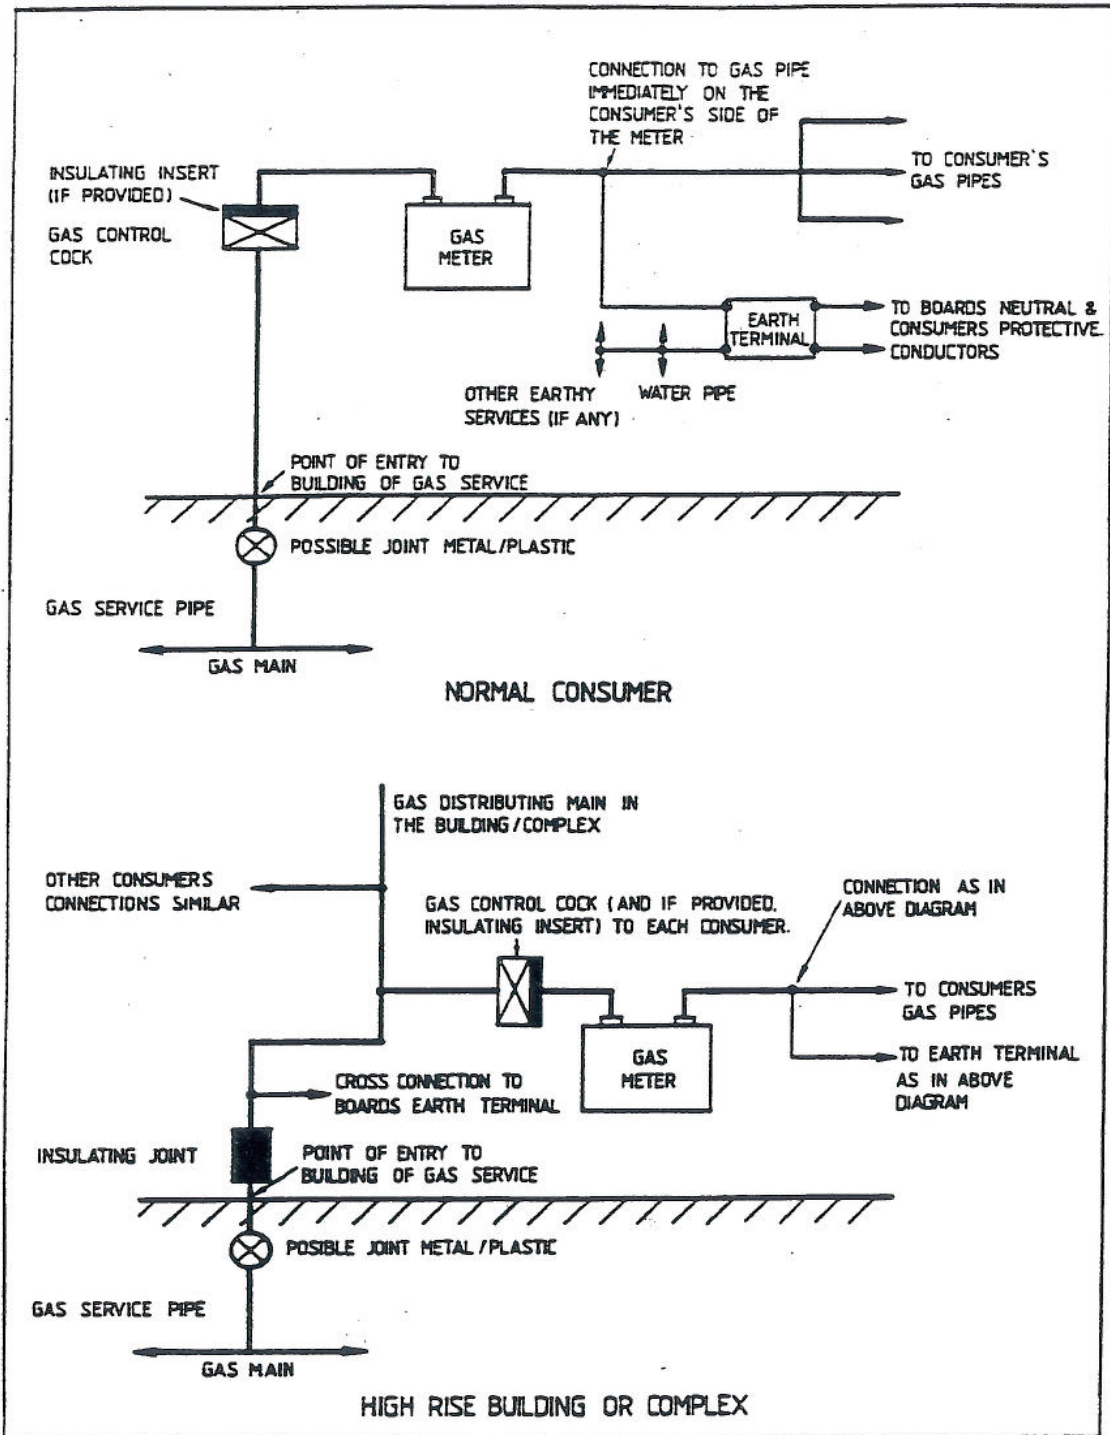 CONNECTION TO GAS PIPE
IMMEDIATELY ON THE
CONSUMER'S SIDE OF
THE METER
INSULATING INSERT
(IF PROVIDED)
GAS CONTROL
COCK
GAS
METER
TO CONSUMER'S
GAS PIPES
EARTH
TERMINAL
TO BOARDS NEUTRAL &
CONSUMERS PROTECTIVE.
CONDUCTORS
OTHER EARTHY
SERVICES (IF ANY)
WATER PIPE
POINT OF ENTRY TO
BUILDING OF GAS SERVICE
POSSIBLE JOINT METAL/PLASTIC
GAS SERVICE PIPE
GAS MAIN
NORMAL CONSUMER
GAS DISTRIBUTING MAIN IN
THE BUILDING/COMPLEX
OTHER CONSUMERS
CONNECTIONS SIMILAR
GAS CONTROL COCK (AND IF PROVIDED,
INSULATING INSERT) TO EACH CONSUMER.
CONNECTION AS IN
ABOVE DIAGRAM
GAS
METER
TO CONSUMERS
GAS PIPES
TO EARTH TERMINAL
AS IN ABOVE
DIAGRAM
CROSS CONNECTION TO
BOARDS EARTH TERMINAL
INSULATING JOINT
POINT OF ENTRY TO
BUILDING OF GAS SERVICE
POSIBLE JOINT METAL/PLASTIC
GAS SERVICE PIPE
GAS MAIN
HIGH RISE BUILDING OR COMPLEX